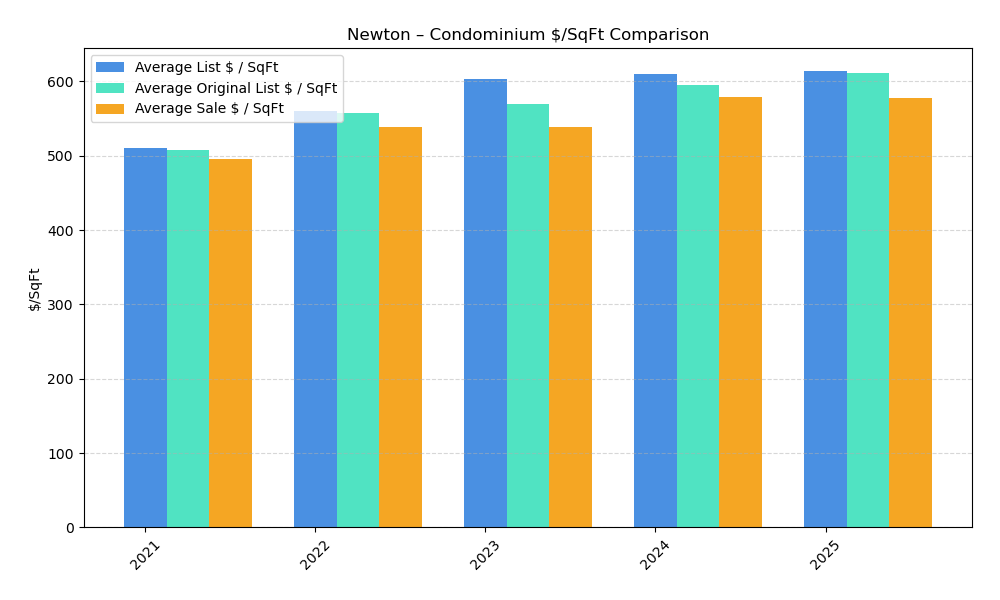 Newton – Condominium $/SqFt Comparison
Average List $ / SqFt
Average Original List $ / SqFt
Average Sale $ / SqFt
$/SqFt
600
500
400
300
200
100
0
2021
2022
2023
2024
2025